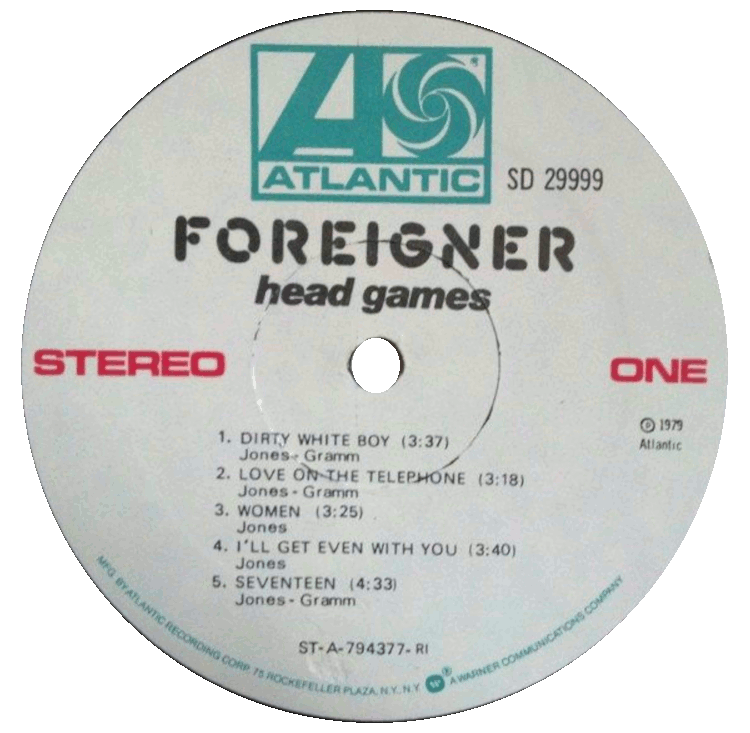 ATLANTIC
SD 29999
FOREIGNER
head games
STEREO
ONE
1. DIRTY WHITE BOY (3:37)
Jones - Gramm
2. LOVE ON THE TELEPHONE (3:18)
Jones - Gramm
3. WOMEN (3:25)
Jones
4. I'LL GET EVEN WITH YOU (3:40)
Jones
5. SEVENTEEN (4:33)
Jones - Gramm
℗ 1979
Atlantic
ST-A-794377-RI
MFG. BY ATLANTIC RECORDING CORP. 75 ROCKEFELLER PLAZA, N.Y., N.Y. ® A WARNER COMMUNICATIONS COMPANY